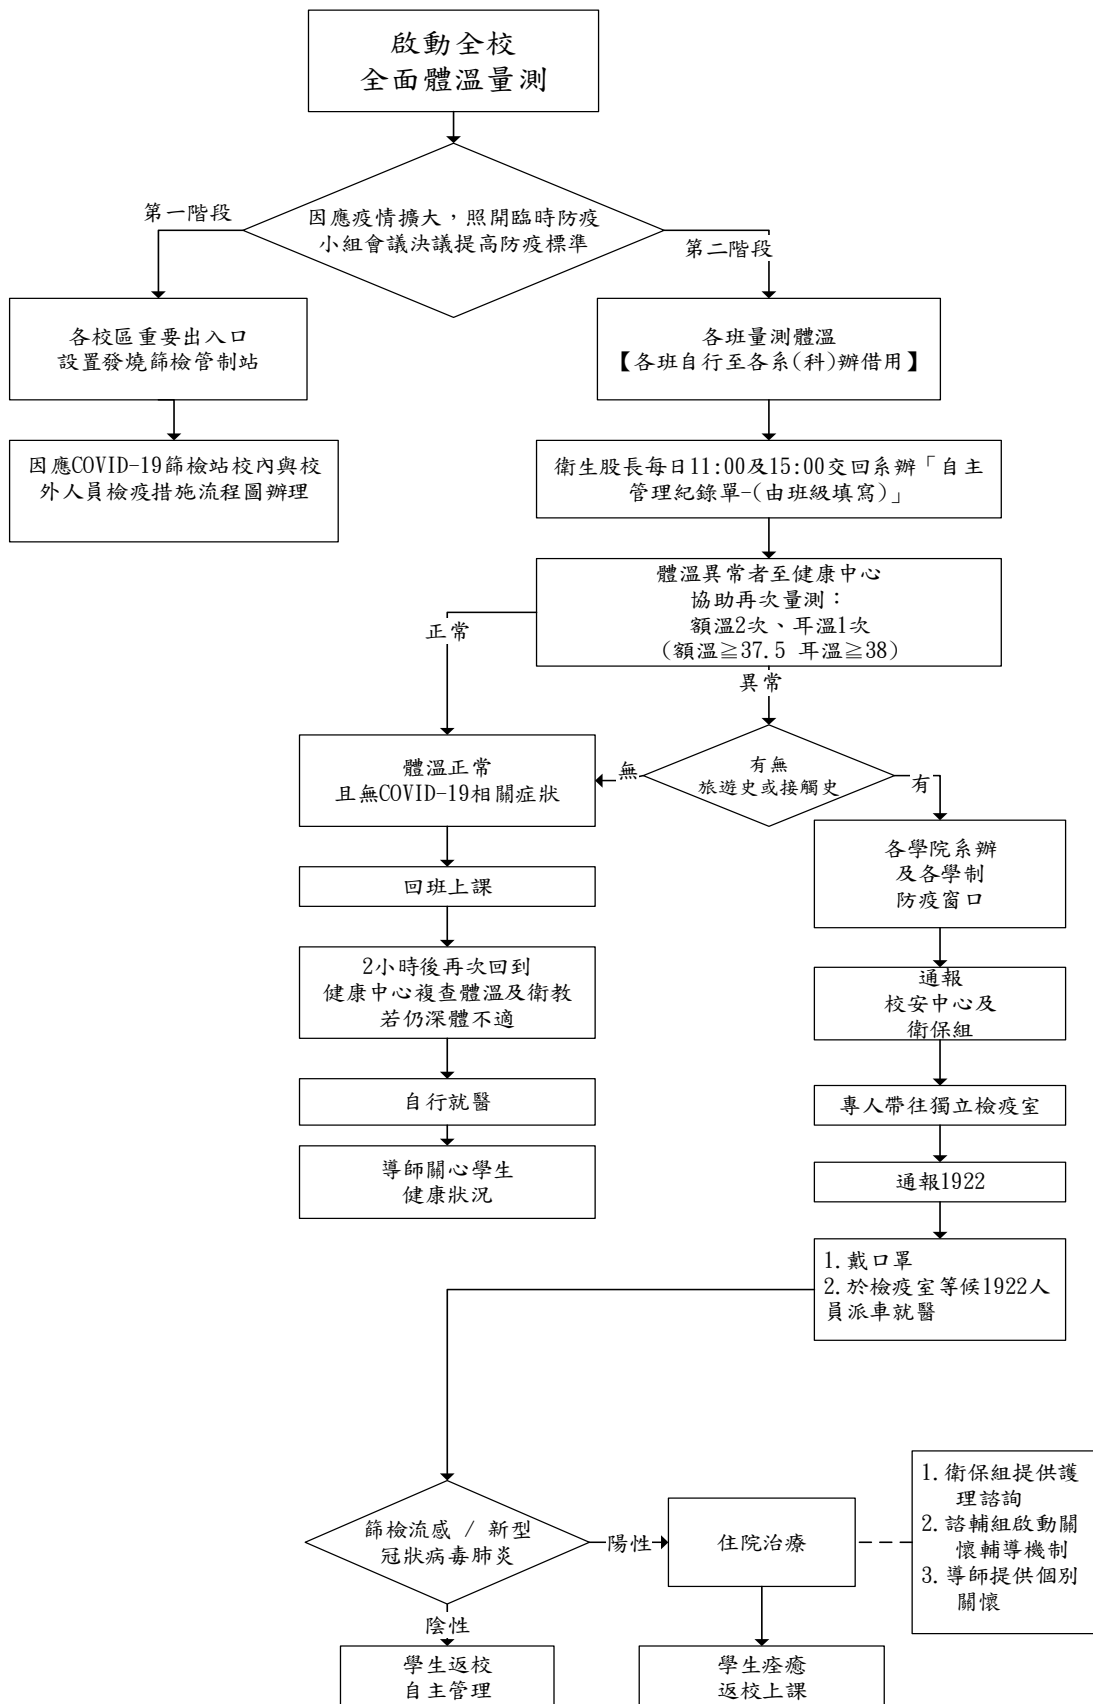 啟動全校
全面體溫量測
因應疫情擴大，照開臨時防疫
小組會議決議提高防疫標準
第一階段
第二階段
各校區重要出入口
設置發燒篩檢管制站
因應COVID-19篩檢站校內與校
外人員檢疫措施流程圖辦理
各班量測體溫
【各班自行至各系(科)辦借用】
衛生股長每日11:00及15:00交回系辦「自主
管理紀錄單-(由班級填寫)」
體溫異常者至健康中心
協助再次量測：
額溫2次、耳溫1次
(額溫≧37.5 耳溫≧38)
正常
異常
有無
旅遊史或接觸史
無
有
體溫正常
且無COVID-19相關症狀
回班上課
2小時後再次回到
健康中心複查體溫及衛教
若仍深體不適
自行就醫
導師關心學生
健康狀況
各學院系辦
及各學制
防疫窗口
通報
校安中心及
衛保組
專人帶往獨立檢疫室
通報1922
1.戴口罩
2.於檢疫室等候1922人
員派車就醫
篩檢流感 / 新型
冠狀病毒肺炎
陽性
陰性
住院治療
1.衛保組提供護
理諮詢
2.諮輔組啟動關
懷輔導機制
3.導師提供個別
關懷
學生返校
自主管理
學生痊癒
返校上課